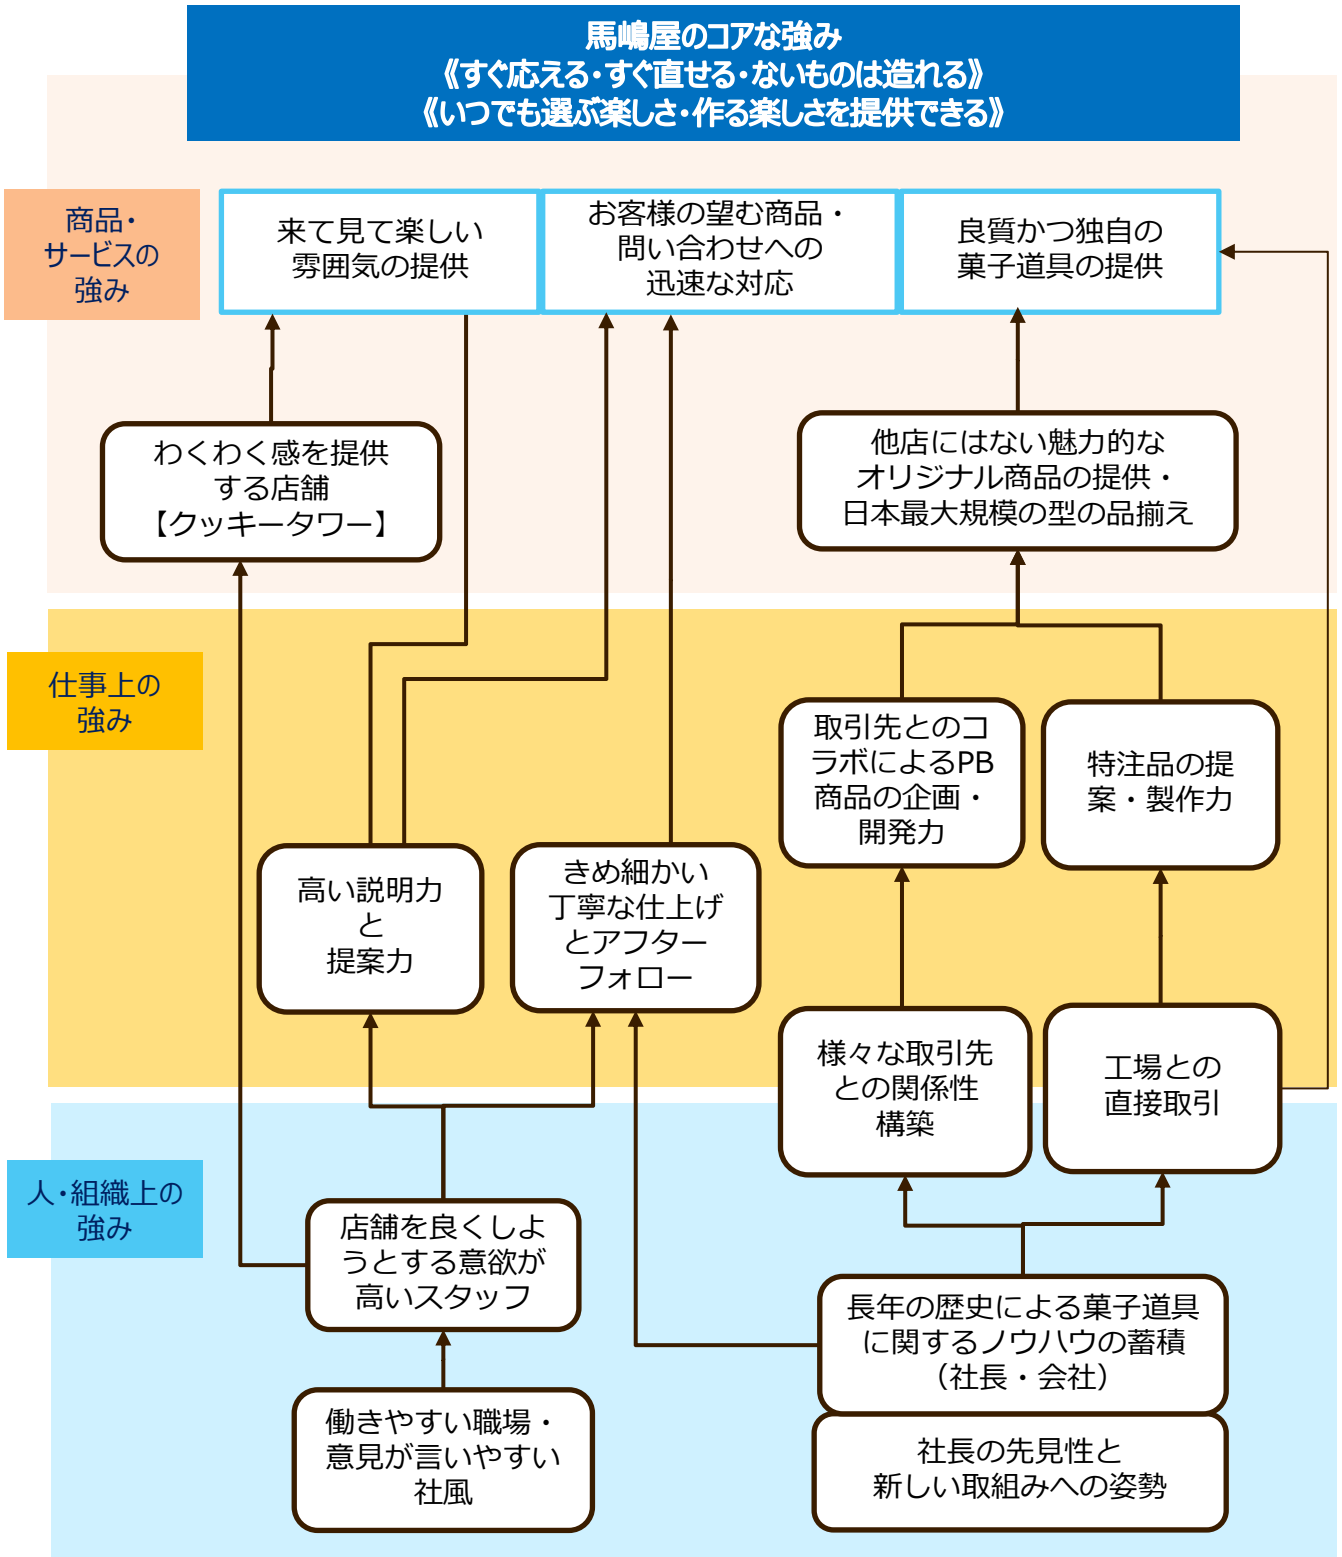 馬嶋屋のコアな強み
《すぐ応える・すぐ直せる・ないものは造れる》
《いつでも選ぶ楽しさ・作る楽しさを提供できる》
商品・
サービスの
強み
来て見て楽しい
雰囲気の提供
お客様の望む商品・
問い合わせへの
迅速な対応
良質かつ独自の
菓子道具の提供
わくわく感を提供
する店舗
【クッキータワー】
他店にはない魅力的な
オリジナル商品の提供・
日本最大規模の型の品揃え
仕事上の
強み
取引先とのコ
ラボによるPB
商品の企画・
開発力
特注品の提
案・製作力
高い説明力
と
提案力
きめ細かい
丁寧な仕上げ
とアフター
フォロー
様々な取引先
との関係性
構築
工場との
直接取引
人・組織上の
強み
店舗を良くしよ
うとする意欲が
高いスタッフ
長年の歴史による菓子道具
に関するノウハウの蓄積
（社長・会社）
働きやすい職場・
意見が言いやすい
社風
社長の先見性と
新しい取組みへの姿勢